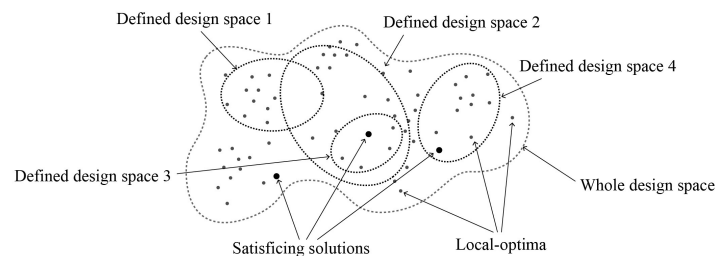 Defined design space 1
Defined design space 2
Defined design space 4
Defined design space 3
Whole design space
Satisficing solutions
Local-optima